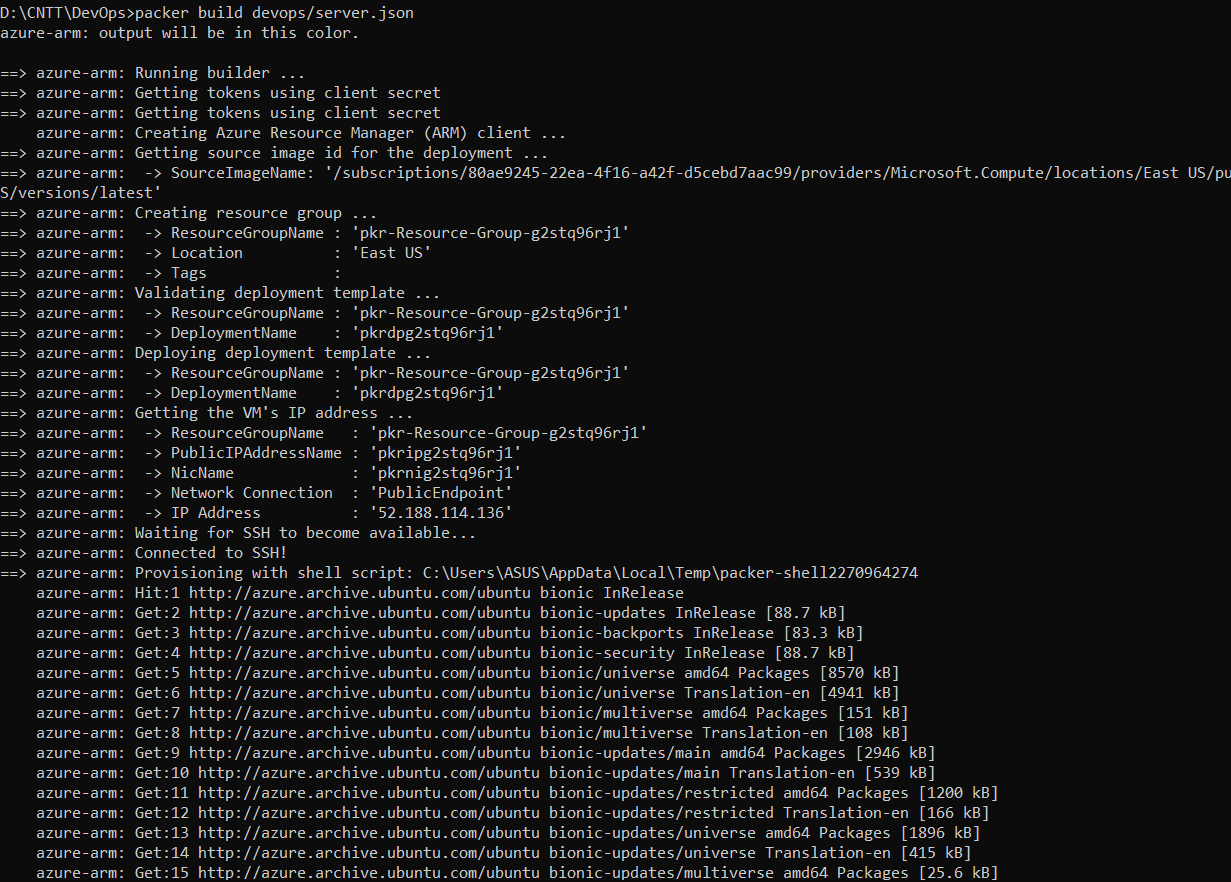 D:\CNTT\DevOps>packer build devops/server.json
azure-arm: output will be in this color.
==> azure-arm: Running builder ...
==> azure-arm: Getting tokens using client secret
==> azure-arm: Getting tokens using client secret
azure-arm: Creating Azure Resource Manager (ARM) client ...
==> azure-arm: Getting source image id for the deployment ...
==> azure-arm:  -> SourceImageName: '/subscriptions/80ae9245-22ea-4f16-a42f-d5cebd7aac99/providers/Microsoft.Compute/locations/East US/pu
S/versions/latest'
==> azure-arm: Creating resource group ...
==> azure-arm:  -> ResourceGroupName : 'pkr-Resource-Group-g2stq96rj1'
==> azure-arm:  -> Location          : 'East US'
==> azure-arm:  -> Tags              :
==> azure-arm: Validating deployment template ...
==> azure-arm:  -> ResourceGroupName : 'pkr-Resource-Group-g2stq96rj1'
==> azure-arm:  -> DeploymentName    : 'pkrdpg2stq96rj1'
==> azure-arm: Deploying deployment template ...
==> azure-arm:  -> ResourceGroupName : 'pkr-Resource-Group-g2stq96rj1'
==> azure-arm:  -> DeploymentName    : 'pkrdpg2stq96rj1'
==> azure-arm: Getting the VM's IP address ...
==> azure-arm:  -> ResourceGroupName   : 'pkr-Resource-Group-g2stq96rj1'
==> azure-arm:  -> PublicIPAddressName : 'pkripg2stq96rj1'
==> azure-arm:  -> NicName             : 'pkrnig2stq96rj1'
==> azure-arm:  -> Network Connection  : 'PublicEndpoint'
==> azure-arm:  -> IP Address          : '52.188.114.136'
==> azure-arm: Waiting for SSH to become available...
==> azure-arm: Connected to SSH!
==> azure-arm: Provisioning with shell script: C:\Users\ASUS\AppData\Local\Temp\packer-shell2270964274
azure-arm: Hit:1 http://azure.archive.ubuntu.com/ubuntu bionic InRelease
azure-arm: Get:2 http://azure.archive.ubuntu.com/ubuntu bionic-updates InRelease [88.7 kB]
azure-arm: Get:3 http://azure.archive.ubuntu.com/ubuntu bionic-backports InRelease [83.3 kB]
azure-arm: Get:4 http://azure.archive.ubuntu.com/ubuntu bionic-security InRelease [88.7 kB]
azure-arm: Get:5 http://azure.archive.ubuntu.com/ubuntu bionic/universe amd64 Packages [8570 kB]
azure-arm: Get:6 http://azure.archive.ubuntu.com/ubuntu bionic/universe Translation-en [4941 kB]
azure-arm: Get:7 http://azure.archive.ubuntu.com/ubuntu bionic/multiverse amd64 Packages [151 kB]
azure-arm: Get:8 http://azure.archive.ubuntu.com/ubuntu bionic/multiverse Translation-en [108 kB]
azure-arm: Get:9 http://azure.archive.ubuntu.com/ubuntu bionic-updates/main amd64 Packages [2946 kB]
azure-arm: Get:10 http://azure.archive.ubuntu.com/ubuntu bionic-updates/main Translation-en [539 kB]
azure-arm: Get:11 http://azure.archive.ubuntu.com/ubuntu bionic-updates/restricted amd64 Packages [1200 kB]
azure-arm: Get:12 http://azure.archive.ubuntu.com/ubuntu bionic-updates/restricted Translation-en [166 kB]
azure-arm: Get:13 http://azure.archive.ubuntu.com/ubuntu bionic-updates/universe amd64 Packages [1896 kB]
azure-arm: Get:14 http://azure.archive.ubuntu.com/ubuntu bionic-updates/universe Translation-en [415 kB]
azure-arm: Get:15 http://azure.archive.ubuntu.com/ubuntu bionic-updates/multiverse amd64 Packages [25.6 kB]